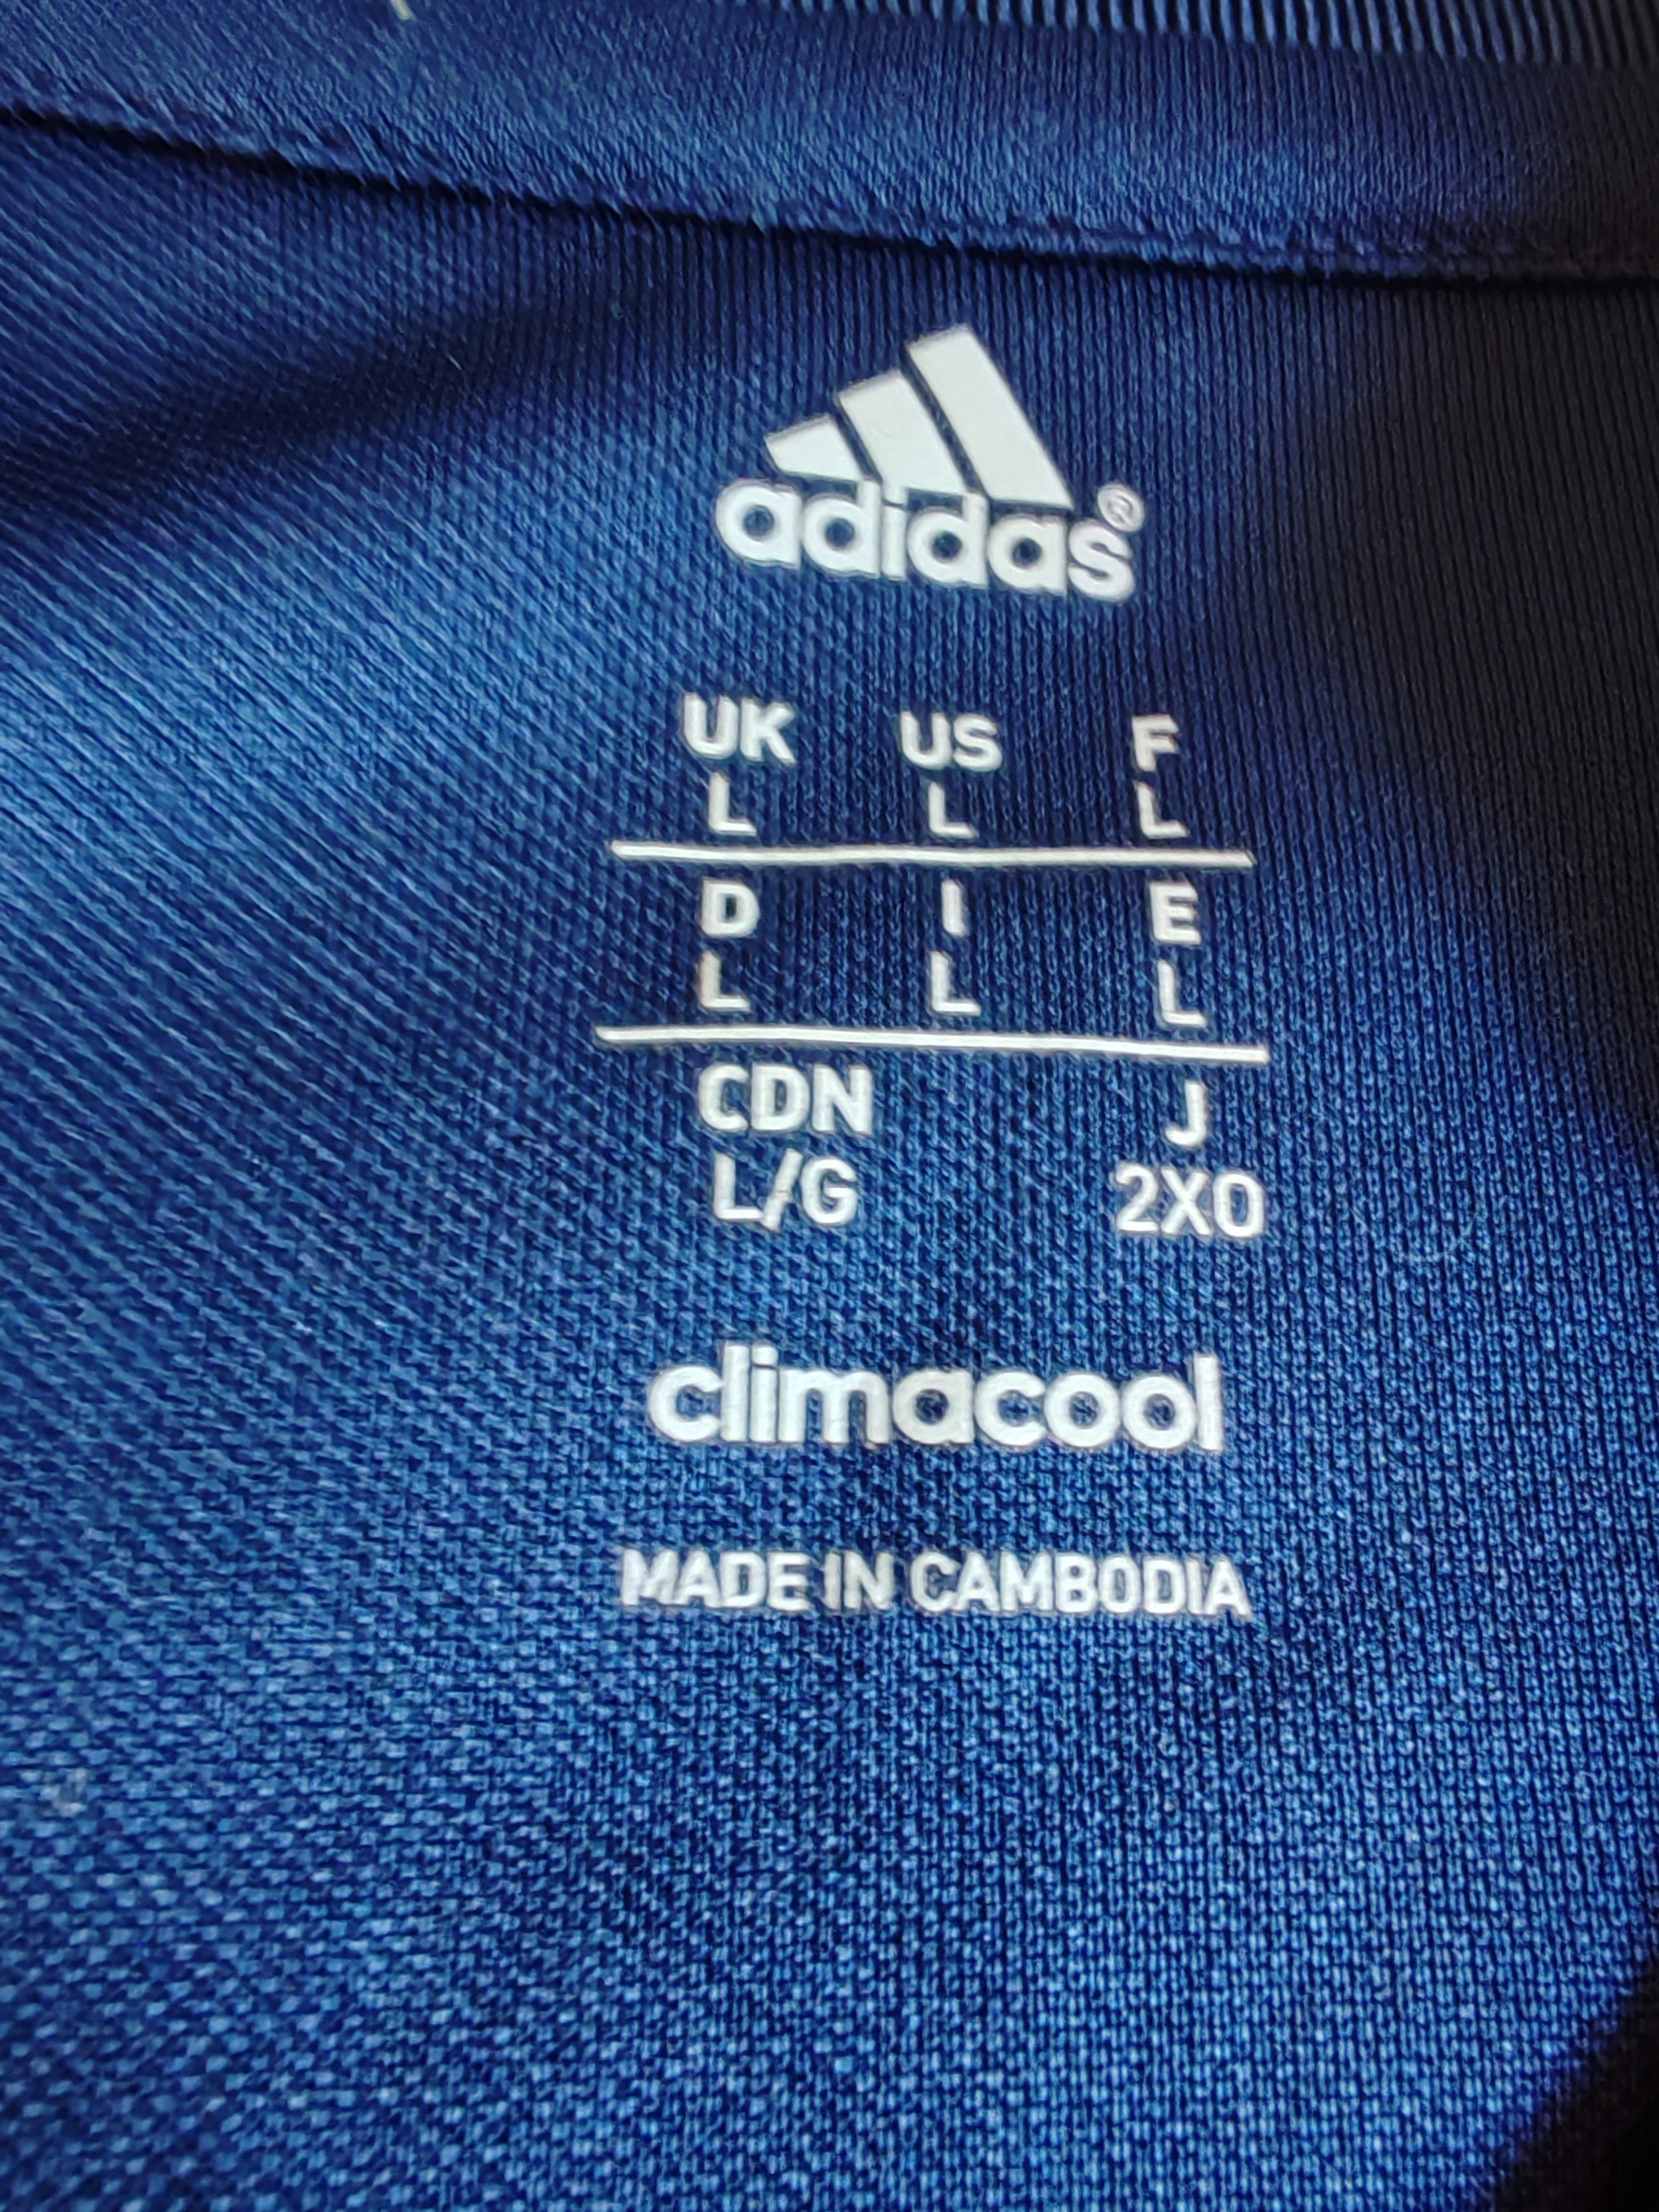 adidas®
UK US F
L L L
D I E
L L L
CDN J
L/G 2XO
climacool
MADE IN CAMBODIA